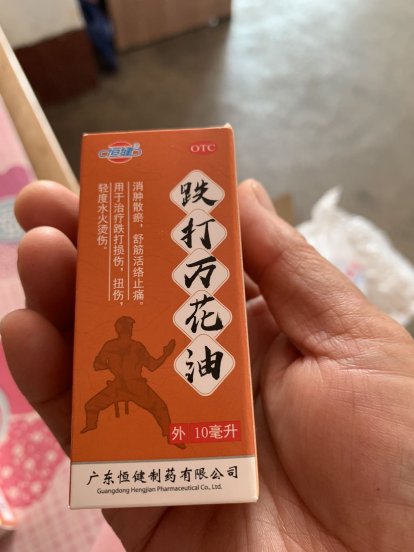 恒健
OTC
跌打万花油
消肿散瘀，舒筋活络止痛。
用于治疗跌打损伤，扭伤，
轻度水火烫伤。
外 10毫升
广东恒健制药有限公司
Guangdong Hengjian Pharmaceutical Co., Ltd.